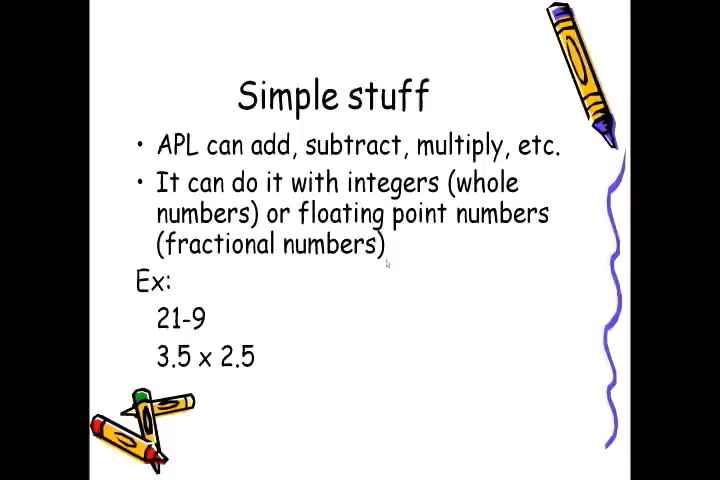 Simple stuff
• APL can add, subtract, multiply, etc.
• It can do it with integers (whole
numbers) or floating point numbers
(fractional numbers)
Ex:
21-9
3.5 x 2.5